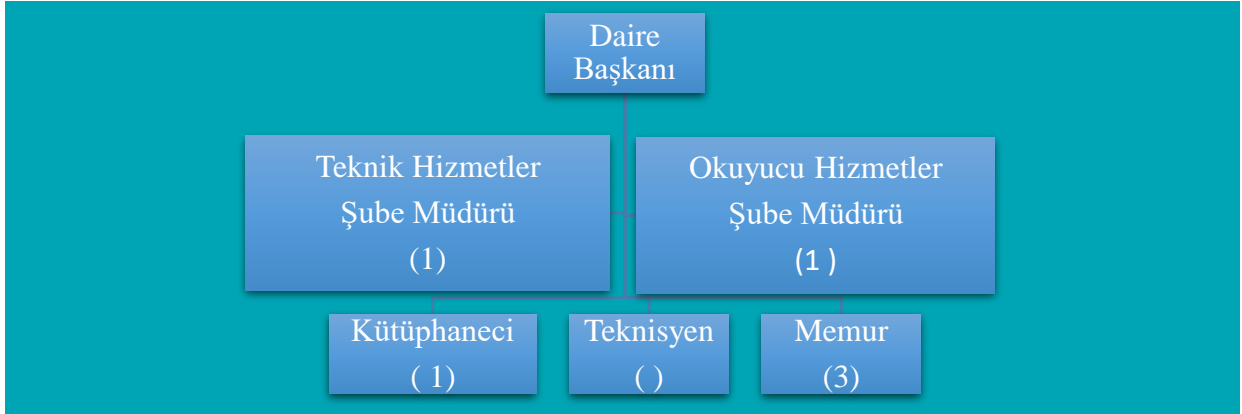 Daire
Başkanı
Teknik Hizmetler
Şube Müdürü
(1)
Okuyucu Hizmetler
Şube Müdürü
(1 )
Kütüphaneci
( 1)
Teknisyen
( )
Memur
(3)